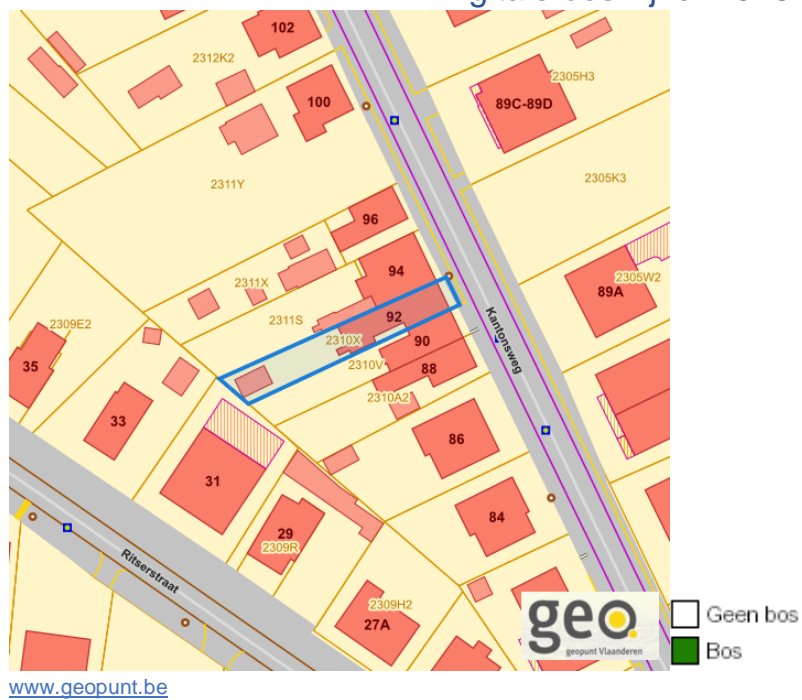 102
2312K2
100
2305H3
89C-89D
2311Y
2305K3
96
94
2311X
2305W2
89A
2311S
92
Kantonsweg
2309E2
2310X
90
35
2310V
88
2310A2
33
86
31
84
29
2309R
Ritserstraat
2309H2
27A
geo
geopunt Vlaanderen
Geen bos
Bos
www.geopunt.be